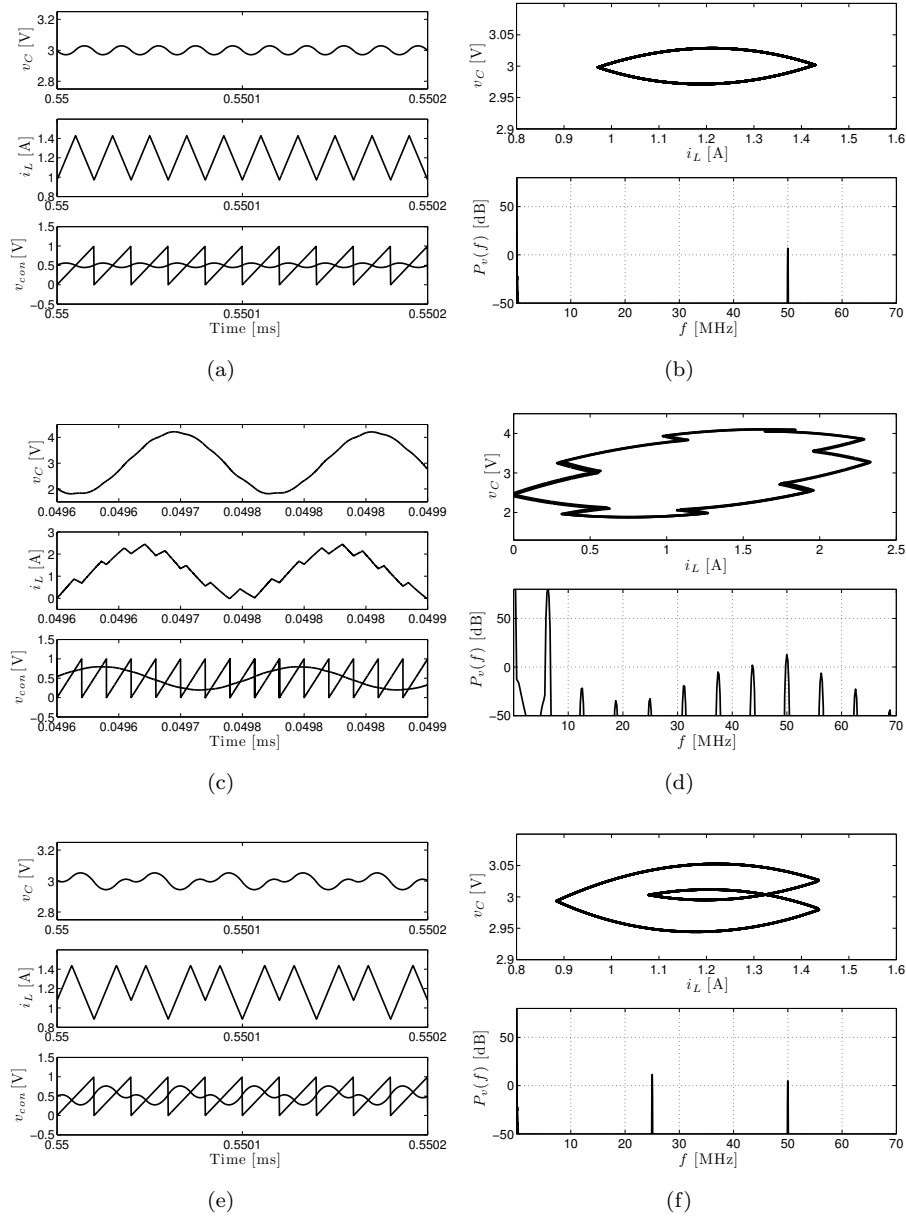 3.2
3
2.8
v_C [V]
0.55 0.5501 0.5502
1.4
1.2
1
0.8
i_L [A]
0.55 0.5501 0.5502
1.5
1
0.5
0
−0.5
v_con [V]
0.55 0.5501 0.5502
Time [ms]
(a)
3.05
3
2.95
2.9
v_C [V]
0.8 0.9 1 1.1 1.2 1.3 1.4 1.5 1.6
i_L [A]
50
0
−50
P_v(f) [dB]
10 20 30 40 50 60 70
f [MHz]
(b)
4
3
2
v_C [V]
0.0496 0.0496 0.0497 0.0498 0.0498 0.0499 0.0499
3
2
1
0
i_L [A]
0.0496 0.0496 0.0497 0.0498 0.0498 0.0499 0.0499
1.5
1
0.5
0
−0.5
v_con [V]
0.0496 0.0496 0.0497 0.0498 0.0498 0.0499 0.0499
Time [ms]
(c)
4
3
2
v_C [V]
0 0.5 1 1.5 2 2.5
i_L [A]
50
0
−50
P_v(f) [dB]
10 20 30 40 50 60 70
f [MHz]
(d)
3.2
3
2.8
v_C [V]
0.55 0.5501 0.5502
1.4
1.2
1
0.8
i_L [A]
0.55 0.5501 0.5502
1.5
1
0.5
0
−0.5
v_con [V]
0.55 0.5501 0.5502
Time [ms]
(e)
3.05
3
2.95
2.9
v_C [V]
0.8 0.9 1 1.1 1.2 1.3 1.4 1.5 1.6
i_L [A]
50
0
−50
P_v(f) [dB]
10 20 30 40 50 60 70
f [MHz]
(f)